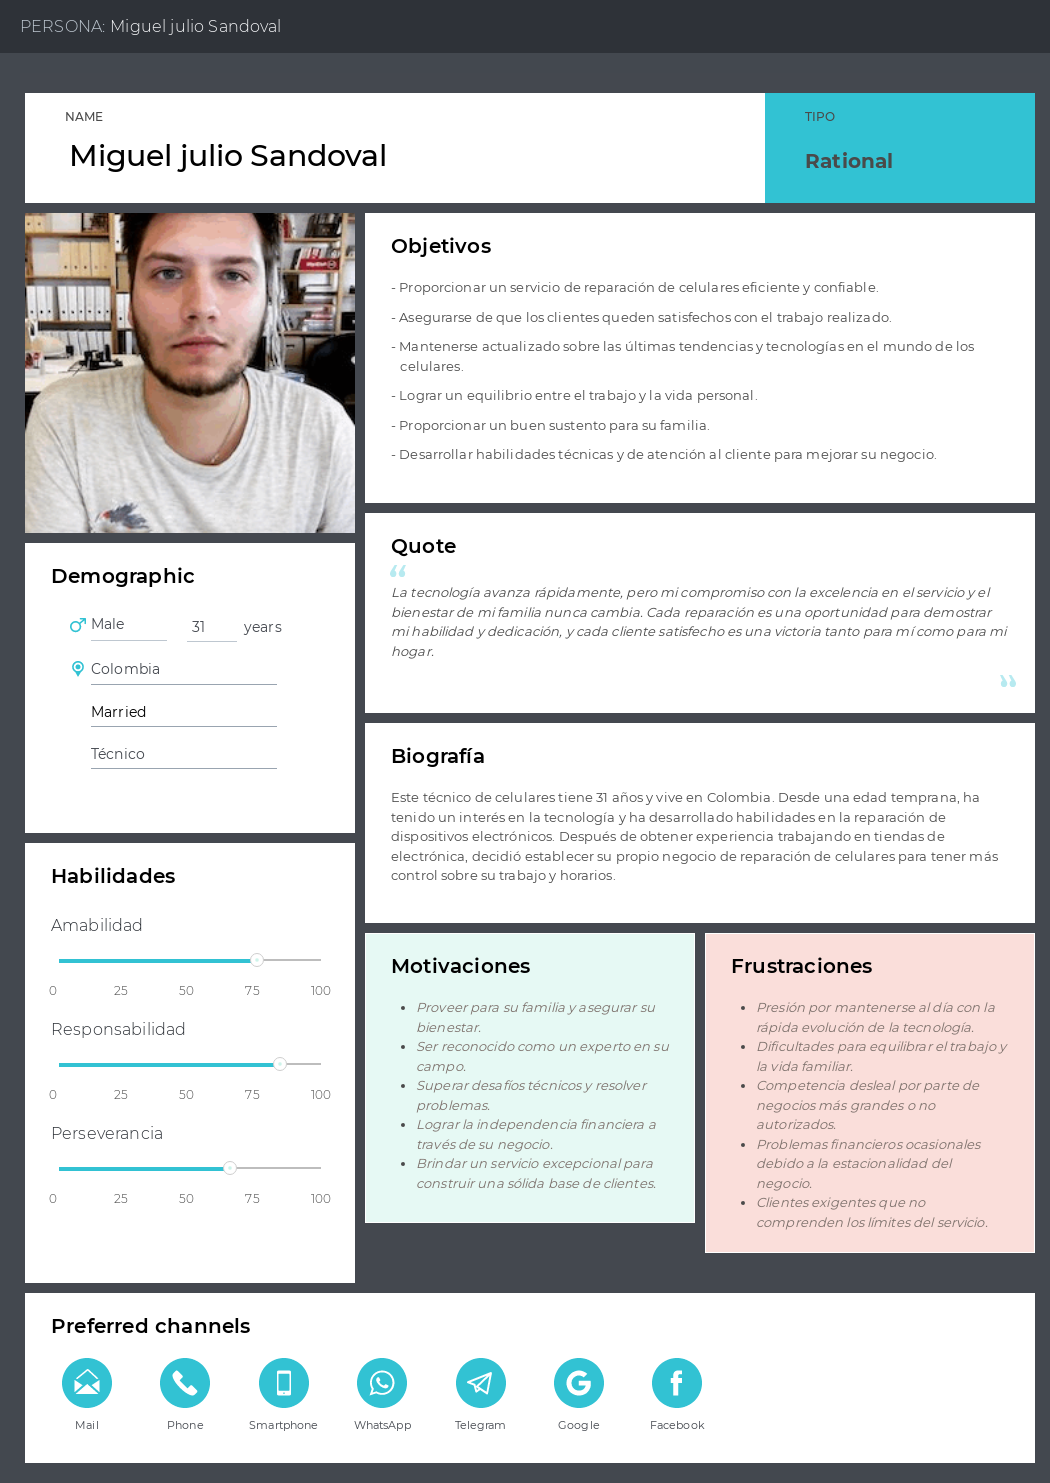 PERSONA: Miguel julio Sandoval
NAME
Miguel julio Sandoval
TIPO
Rational
Objetivos
- Proporcionar un servicio de reparación de celulares eficiente y confiable.
- Asegurarse de que los clientes queden satisfechos con el trabajo realizado.
- Mantenerse actualizado sobre las últimas tendencias y tecnologías en el mundo de los
celulares.
- Lograr un equilibrio entre el trabajo y la vida personal.
- Proporcionar un buen sustento para su familia.
- Desarrollar habilidades técnicas y de atención al cliente para mejorar su negocio.
Quote
“
La tecnología avanza rápidamente, pero mi compromiso con la excelencia en el servicio y el
bienestar de mi familia nunca cambia. Cada reparación es una oportunidad para demostrar
mi habilidad y dedicación, y cada cliente satisfecho es una victoria tanto para mí como para mi
hogar.
”
Demographic
Male 31 years
Colombia
Married
Técnico
Biografía
Este técnico de celulares tiene 31 años y vive en Colombia. Desde una edad temprana, ha
tenido un interés en la tecnología y ha desarrollado habilidades en la reparación de
dispositivos electrónicos. Después de obtener experiencia trabajando en tiendas de
electrónica, decidió establecer su propio negocio de reparación de celulares para tener más
control sobre su trabajo y horarios.
Habilidades
Amabilidad
0 25 50 75 100
Responsabilidad
0 25 50 75 100
Perseverancia
0 25 50 75 100
Motivaciones
• Proveer para su familia y asegurar su
bienestar.
• Ser reconocido como un experto en su
campo.
• Superar desafíos técnicos y resolver
problemas.
• Lograr la independencia financiera a
través de su negocio.
• Brindar un servicio excepcional para
construir una sólida base de clientes.
Frustraciones
• Presión por mantenerse al día con la
rápida evolución de la tecnología.
• Dificultades para equilibrar el trabajo y
la vida familiar.
• Competencia desleal por parte de
negocios más grandes o no
autorizados.
• Problemas financieros ocasionales
debido a la estacionalidad del
negocio.
• Clientes exigentes que no
comprenden los límites del servicio.
Preferred channels
Mail Phone Smartphone WhatsApp Telegram Google Facebook